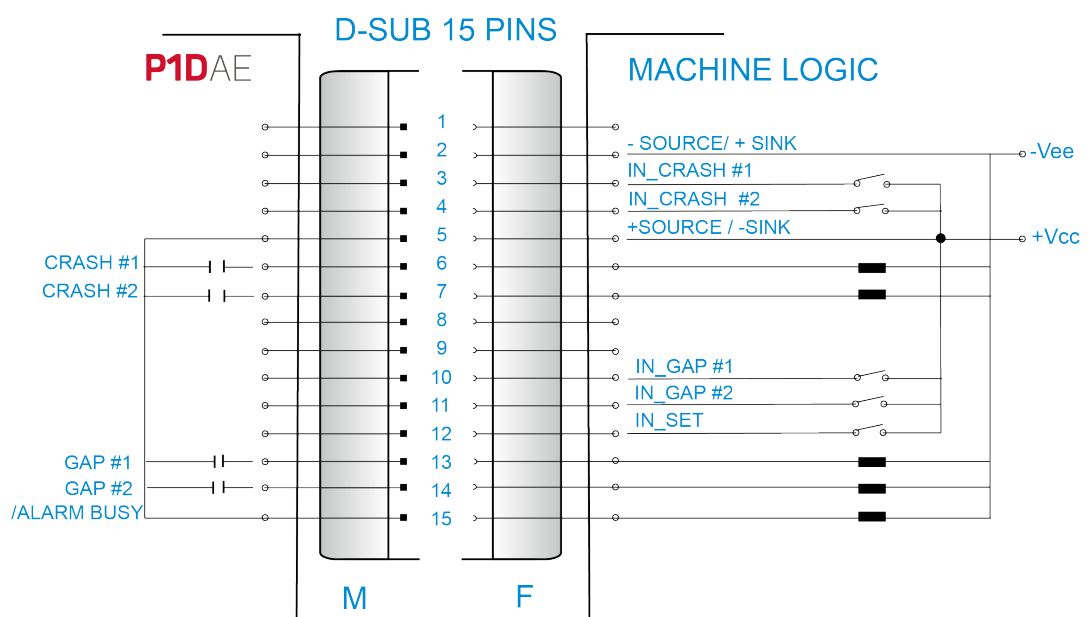 D-SUB 15 PINS
P1DAE
MACHINE LOGIC
1
2
3
4
5
6
7
8
9
10
11
12
13
14
15
- SOURCE/ + SINK
-Vee
IN_CRASH #1
IN_CRASH #2
+SOURCE / -SINK
+Vcc
CRASH #1
CRASH #2
IN_GAP #1
IN_GAP #2
IN_SET
GAP #1
GAP #2
/ALARM BUSY
M
F